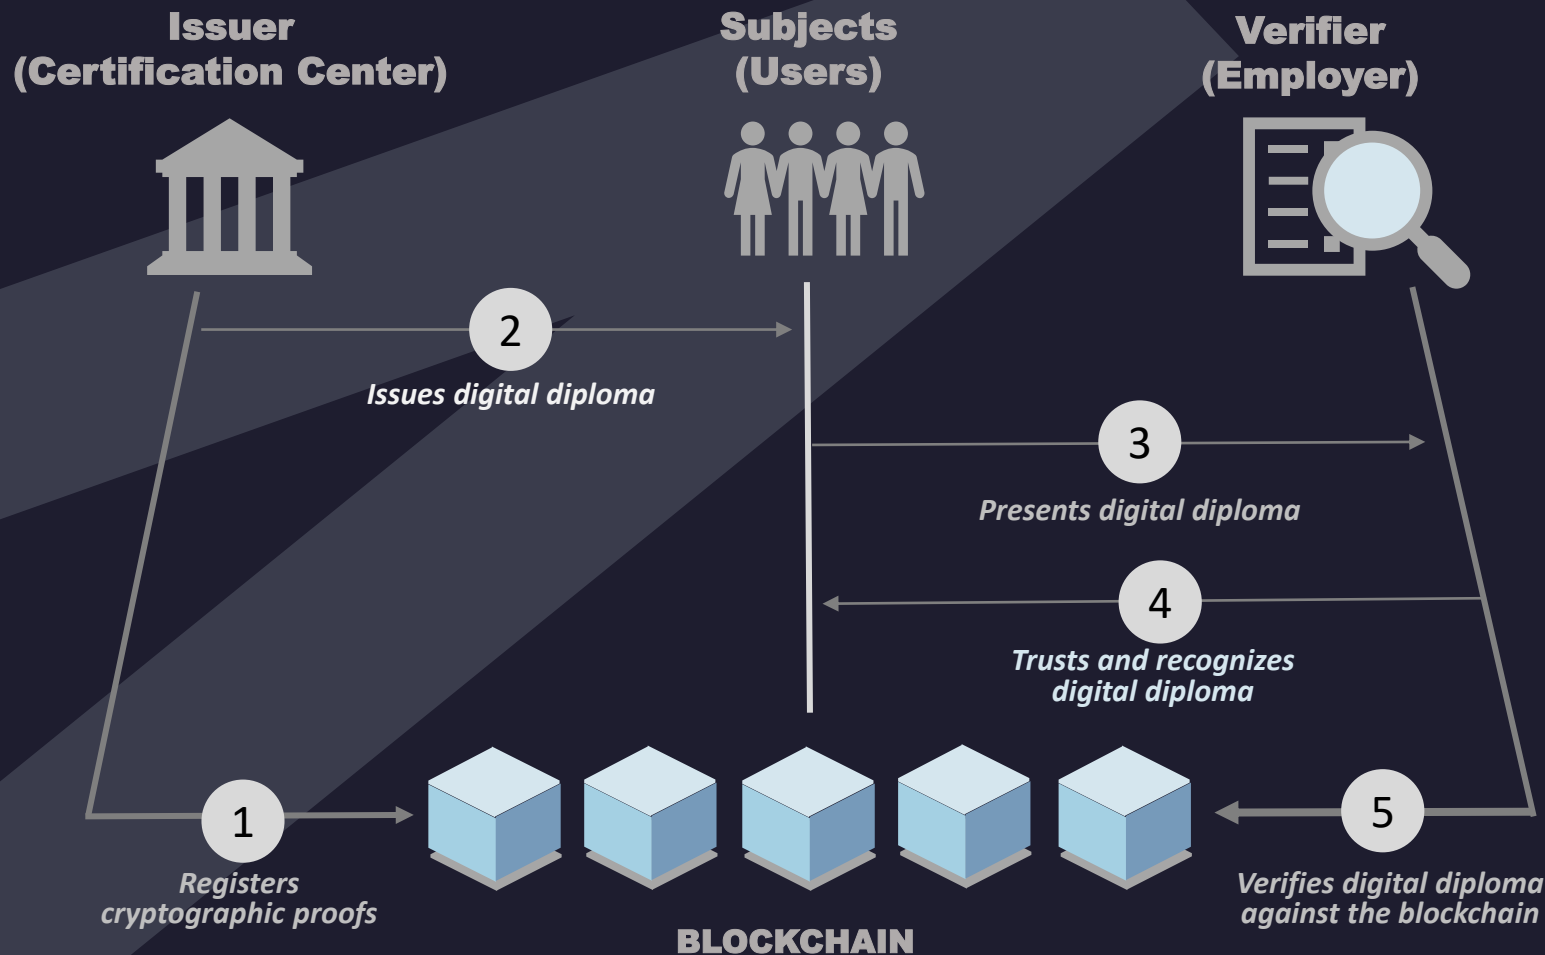 Issuer
(Certification Center)
Subjects
(Users)
Verifier
(Employer)
2
Issues digital diploma
3
Presents digital diploma
4
Trusts and recognizes
digital diploma
1
Registers
cryptographic proofs
5
Verifies digital diploma
against the blockchain
BLOCKCHAIN